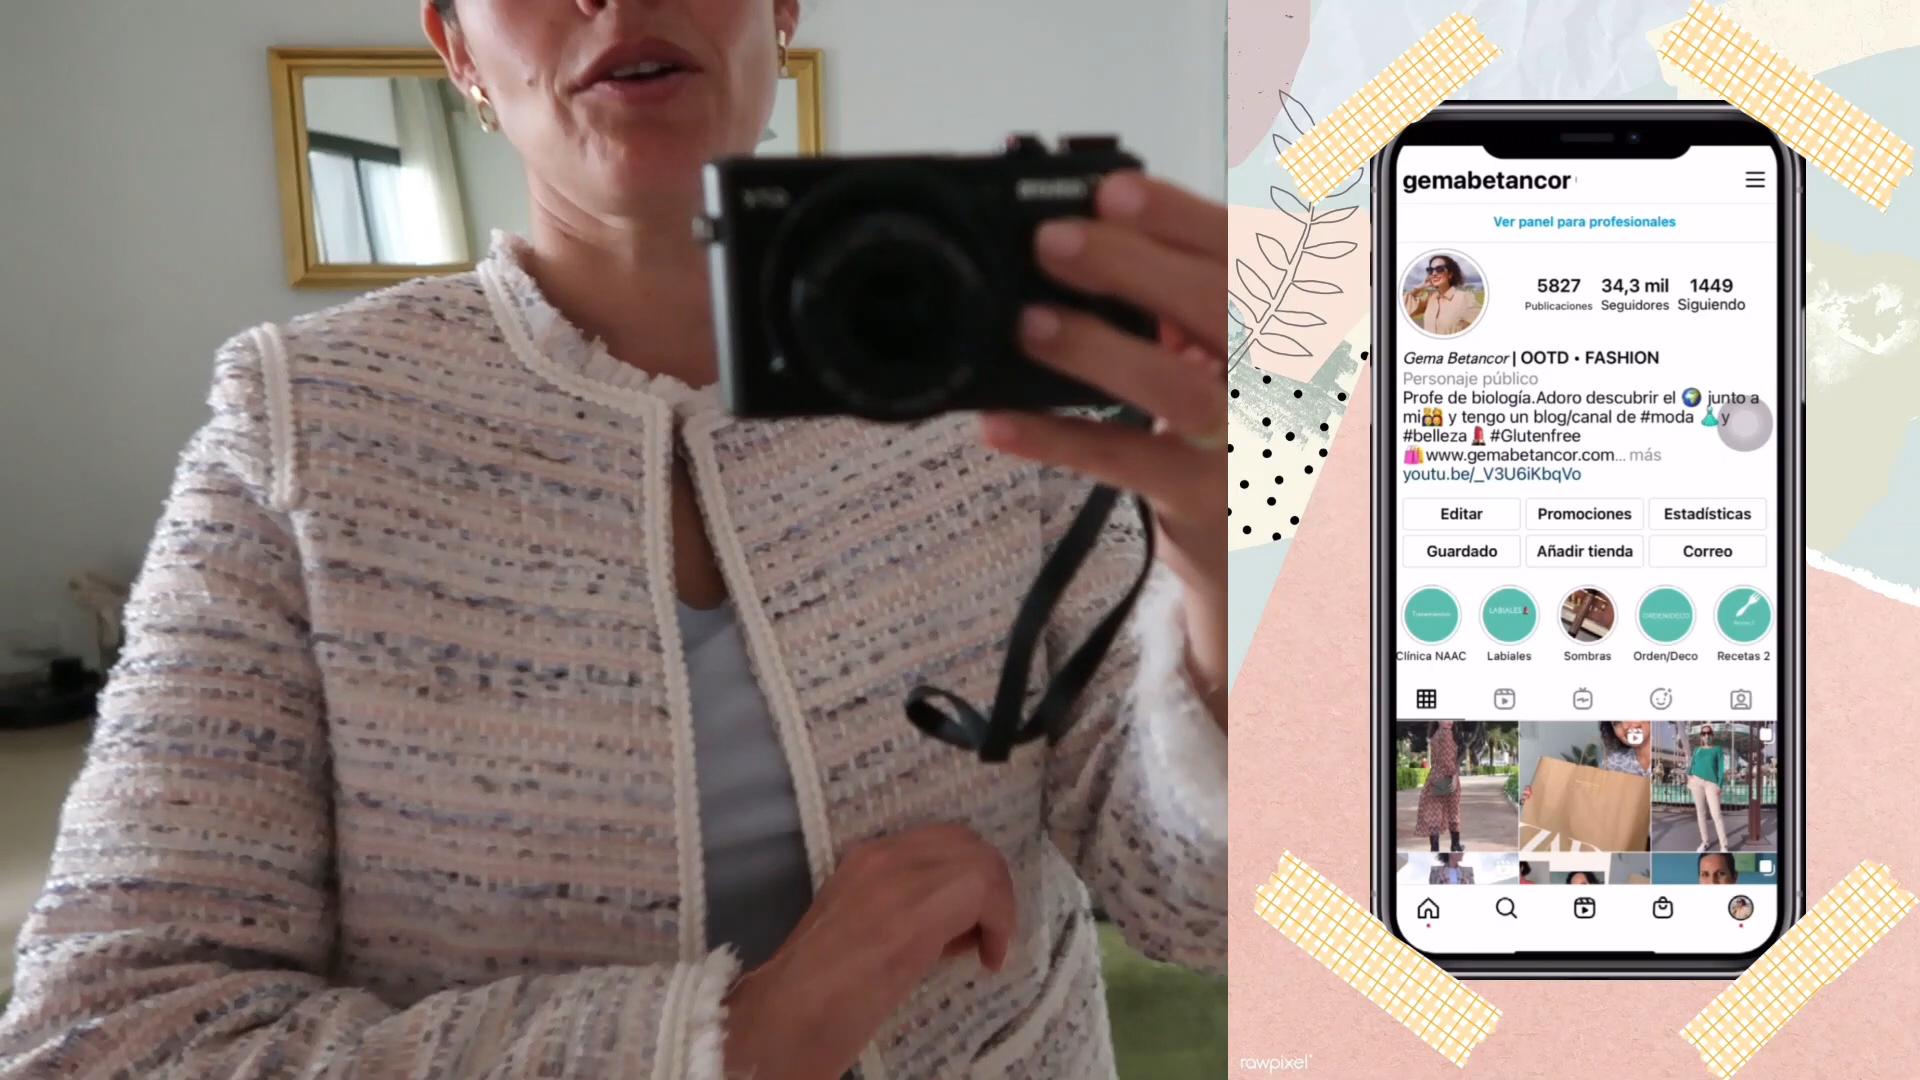 gemabetancor
Ver panel para profesionales
5827 34,3 mil 1449
Publicaciones Seguidores Siguiendo
Gema Betancor | OOTD • FASHION
Personaje público
Profe de biología.Adoro descubrir el 🌍 junto a
mi👨‍👩‍👧‍👦 y tengo un blog/canal de #moda 👗y
#belleza💄#Glutenfree
🛍️www.gemabetancor.com... más
youtu.be/_V3U6iKbqVo
Editar Promociones Estadísticas
Guardado Añadir tienda Correo
LABIALES💄 ORDEN/DECO
Clínica NAAC Labiales Sombras Orden/Deco Recetas 2
rawpixel